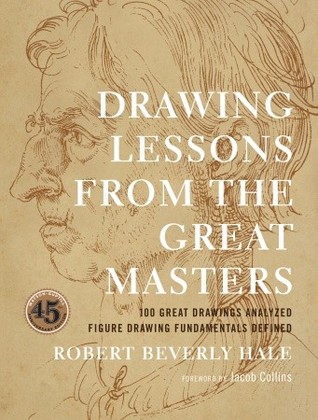 DRAWING
LESSONS
FROM THE
GREAT
MASTERS
100 GREAT DRAWINGS ANALYZED
FIGURE DRAWING FUNDAMENTALS DEFINED
45
ROBERT BEVERLY HALE
FOREWORD BY Jacob Collins